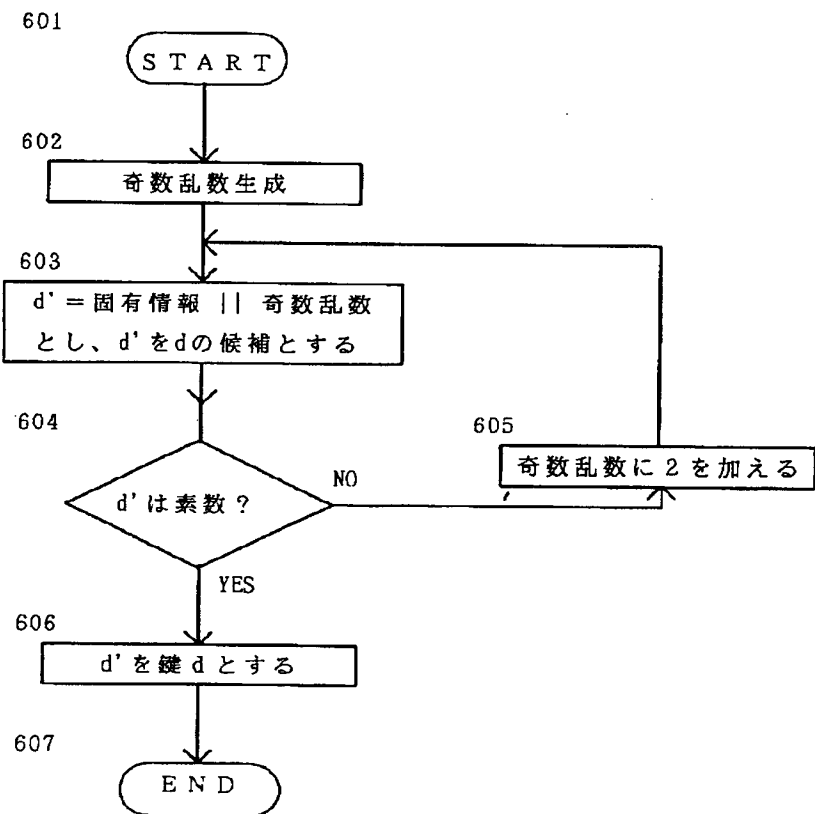 601
START
602
奇数乱数生成
603
d'＝固有情報 || 奇数乱数
とし、d'をdの候補とする
604
d'は素数？
NO
605
奇数乱数に2を加える
YES
606
d'を鍵dとする
607
END